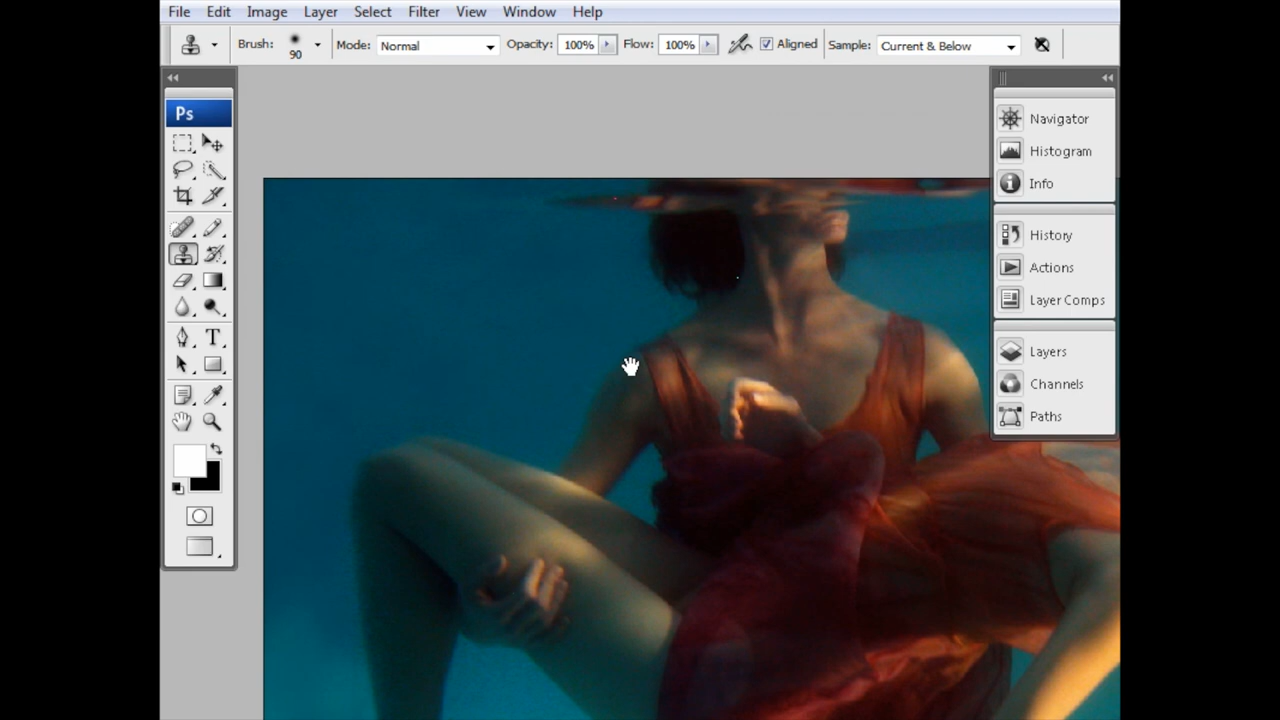 File Edit Image Layer Select Filter View Window Help
Brush: 90 Mode: Normal Opacity: 100% Flow: 100% Aligned Sample: Current & Below
Ps
T
Navigator
Histogram
Info
History
Actions
Layer Comps
Layers
Channels
Paths